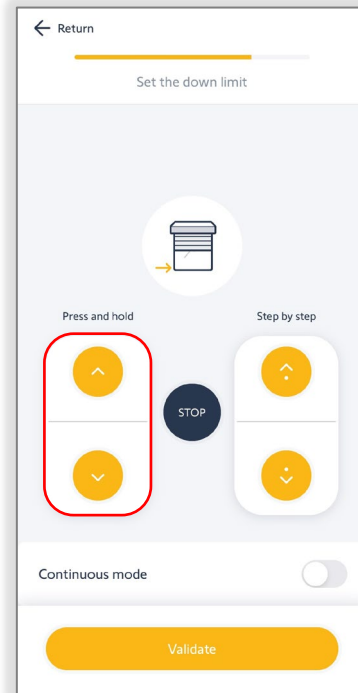 Return
Set the down limit
Press and hold
Step by step
STOP
Continuous mode
Validate